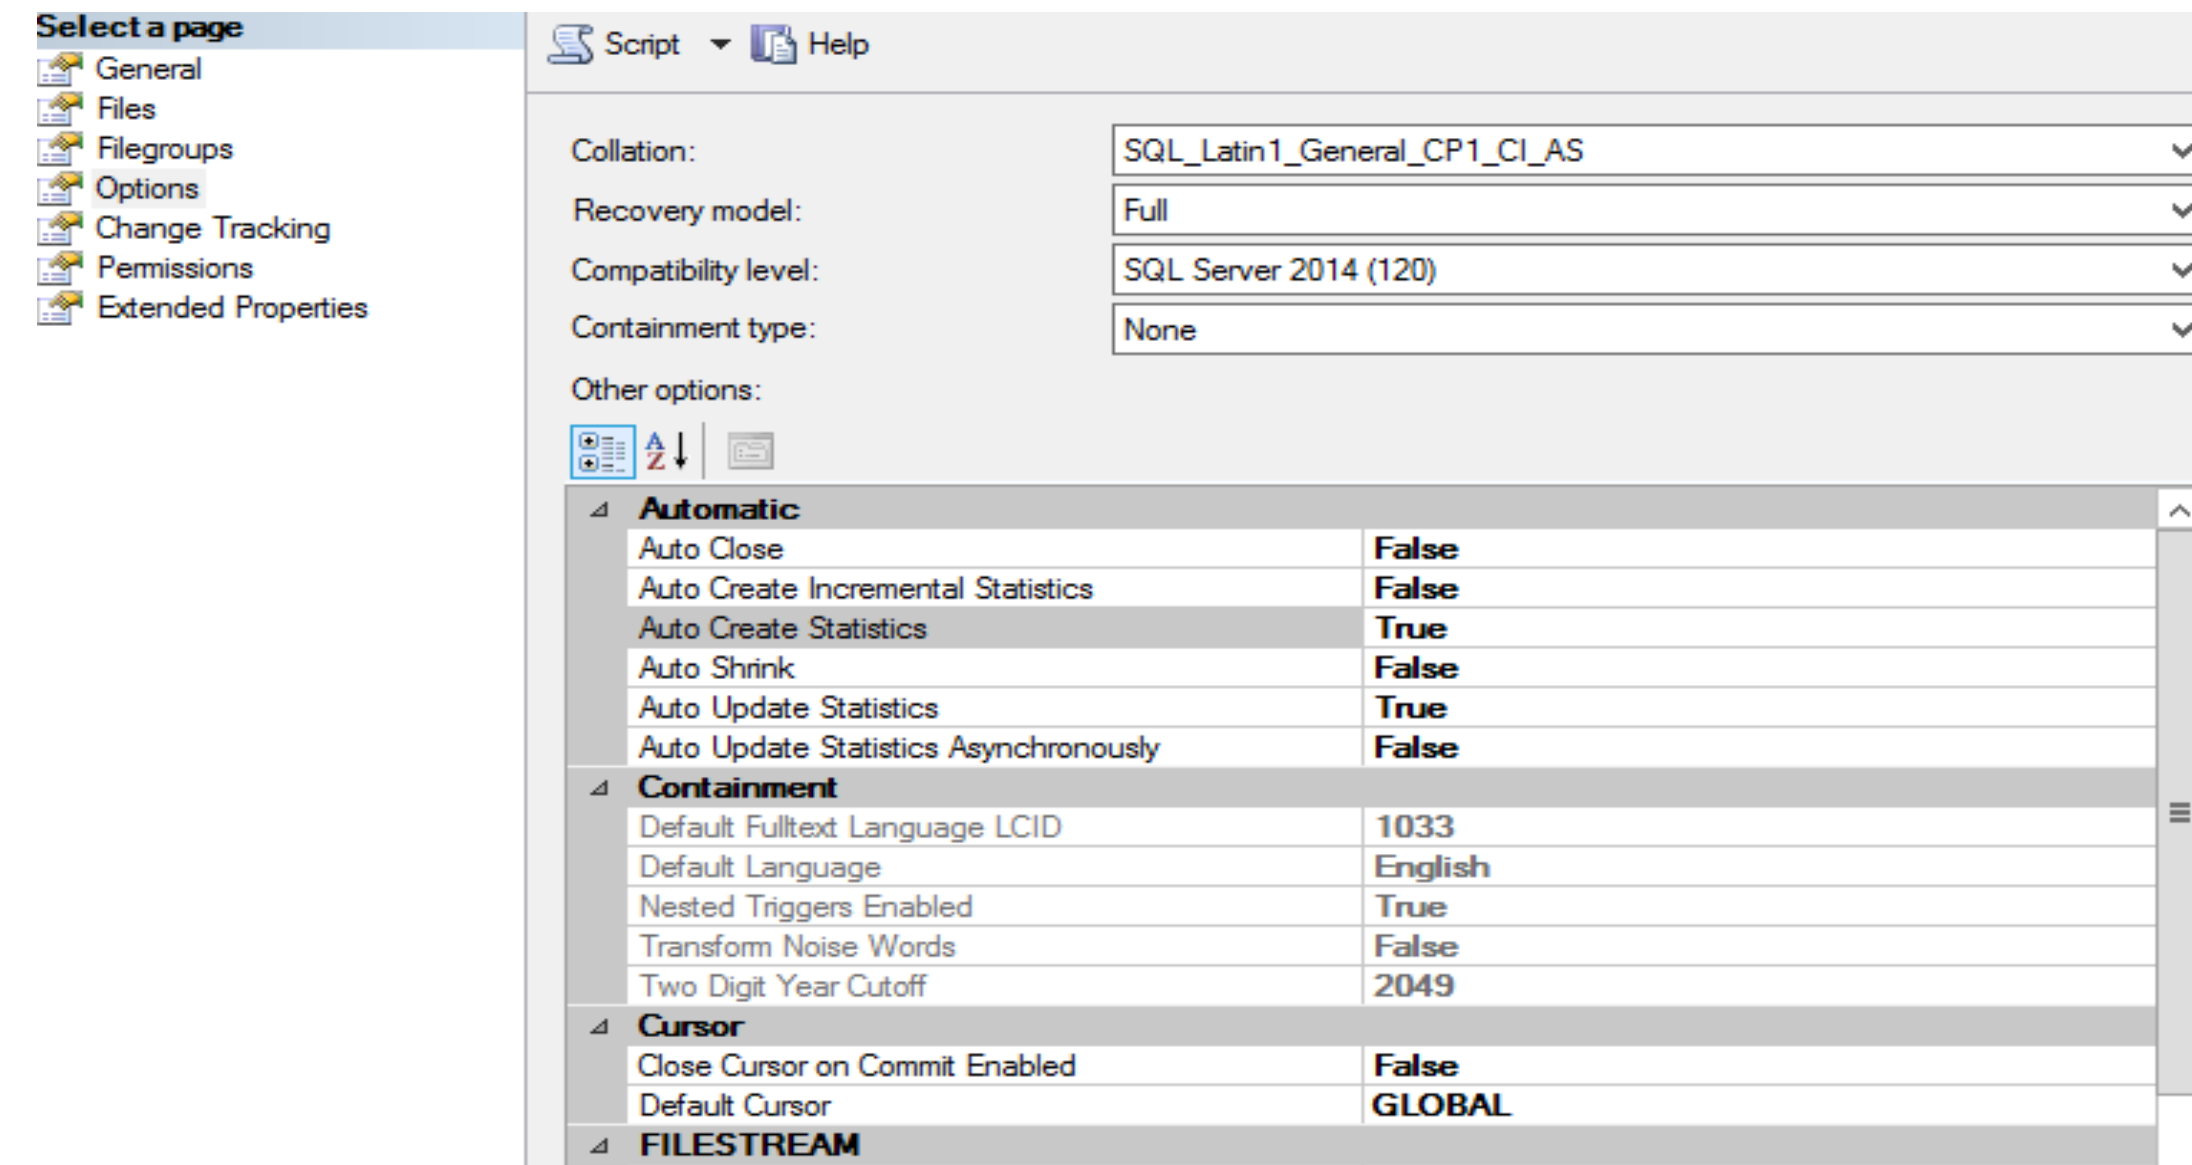 Select a page
General
Files
Filegroups
Options
Change Tracking
Permissions
Extended Properties
Script Help
Collation: SQL_Latin1_General_CP1_CI_AS
Recovery model: Full
Compatibility level: SQL Server 2014 (120)
Containment type: None
Other options:
Automatic
Auto Close False
Auto Create Incremental Statistics False
Auto Create Statistics True
Auto Shrink False
Auto Update Statistics True
Auto Update Statistics Asynchronously False
Containment
Default Fulltext Language LCID 1033
Default Language English
Nested Triggers Enabled True
Transform Noise Words False
Two Digit Year Cutoff 2049
Cursor
Close Cursor on Commit Enabled False
Default Cursor GLOBAL
FILESTREAM